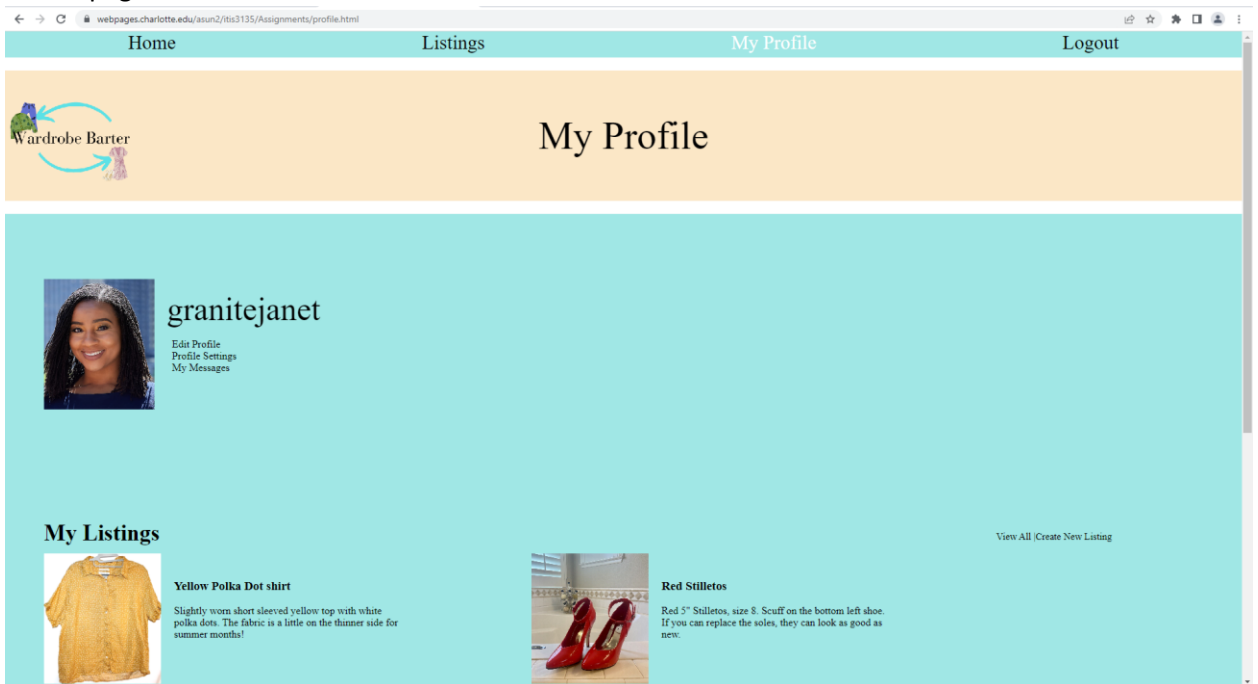 webpages.charlotte.edu/asun2/itis3135/Assignments/profile.html
Home Listings My Profile Logout
Wardrobe Barter
My Profile
granitejanet
Edit Profile
Profile Settings
My Messages
My Listings
View All |Create New Listing
Yellow Polka Dot shirt
Slightly worn short sleeved yellow top with white
polka dots. The fabric is a little on the thinner side for
summer months!
Red Stilletos
Red 5" Stilletos, size 8. Scuff on the bottom left shoe.
If you can replace the soles, they can look as good as
new.